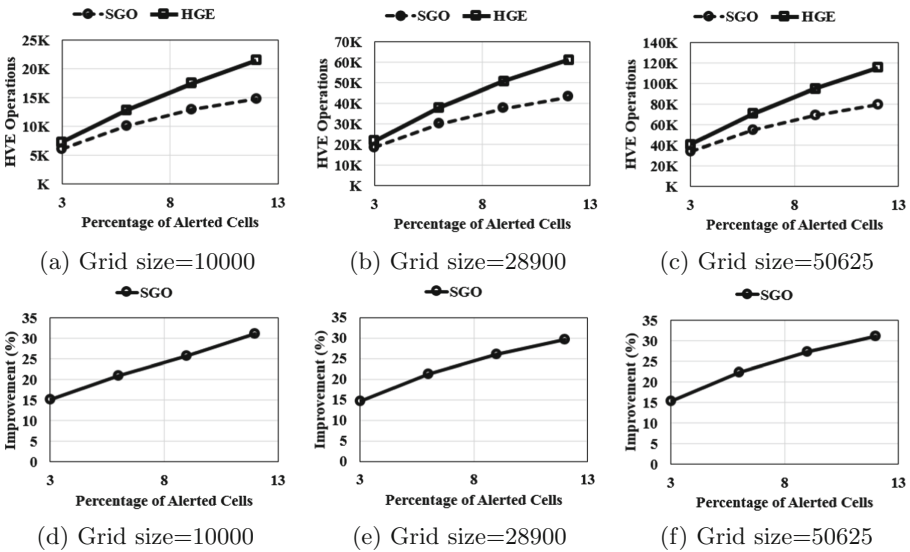 SGO HGE
SGO HGE
SGO HGE
25K
20K
15K
10K
5K
K
HVE Operations
3 8 13
Percentage of Alerted Cells
70K
60K
50K
40K
30K
20K
10K
K
HVE Operations
3 8 13
Percentage of Alerted Cells
140K
120K
100K
80K
60K
40K
20K
K
HVE Operations
3 8 13
Percentage of Alerted Cells
(a) Grid size=10000
(b) Grid size=28900
(c) Grid size=50625
SGO
SGO
SGO
35
30
25
20
15
10
5
0
Improvement (%)
3 8 13
Percentage of Alerted Cells
35
30
25
20
15
10
5
0
Improvement (%)
3 8 13
Percentage of Alerted Cells
35
30
25
20
15
10
5
0
Improvement (%)
3 8 13
Percentage of Alerted Cells
(d) Grid size=10000
(e) Grid size=28900
(f) Grid size=50625